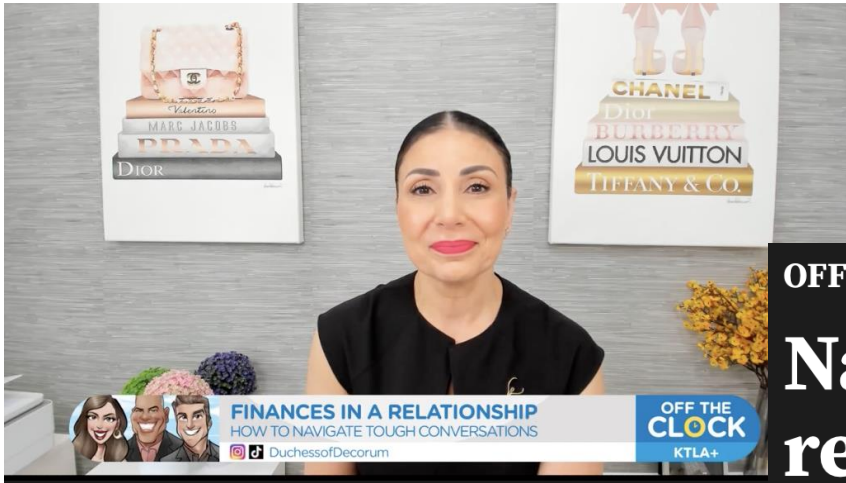 Valentino
MARC JACOBS
PRADA
DIOR
CHANEL
Dior
BURBERRY
LOUIS VUITTON
TIFFANY & CO.
FINANCES IN A RELATIONSHIP
HOW TO NAVIGATE TOUGH CONVERSATIONS
DuchessofDecorum
OFF THE
CLOCK
KTLA+
OFF
Na
re